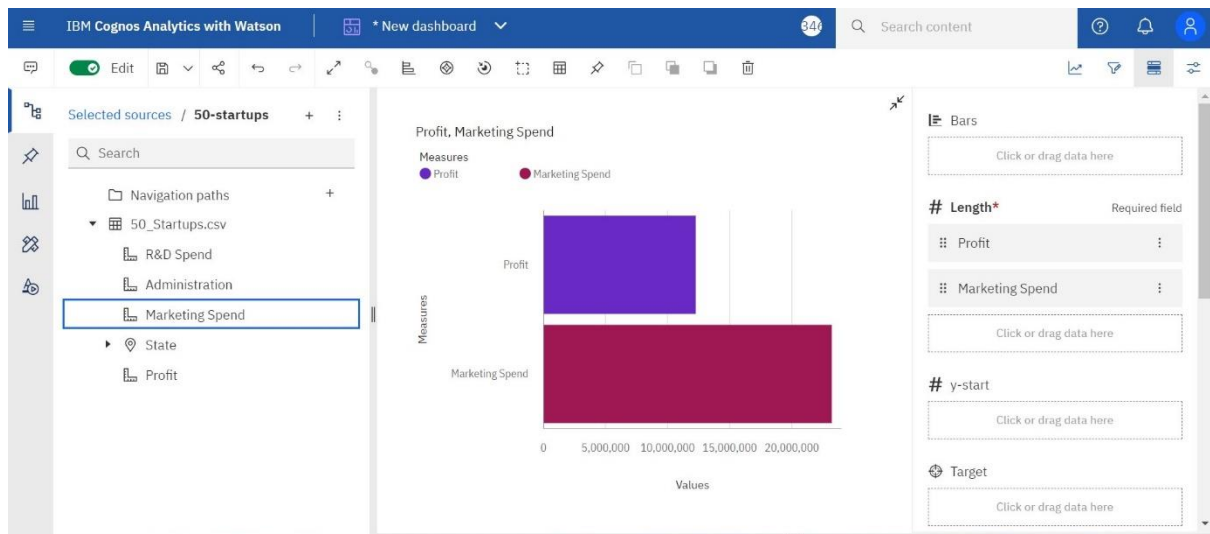 IBM Cognos Analytics with Watson
* New dashboard
346
Search content
Edit
Selected sources / 50-startups
Search
Navigation paths
50_Startups.csv
R&D Spend
Administration
Marketing Spend
State
Profit
Profit, Marketing Spend
Measures
Profit
Marketing Spend
Measures
Profit
Marketing Spend
0 5,000,000 10,000,000 15,000,000 20,000,000
Values
Bars
Click or drag data here
# Length* Required field
Profit
Marketing Spend
Click or drag data here
# y-start
Click or drag data here
Target
Click or drag data here